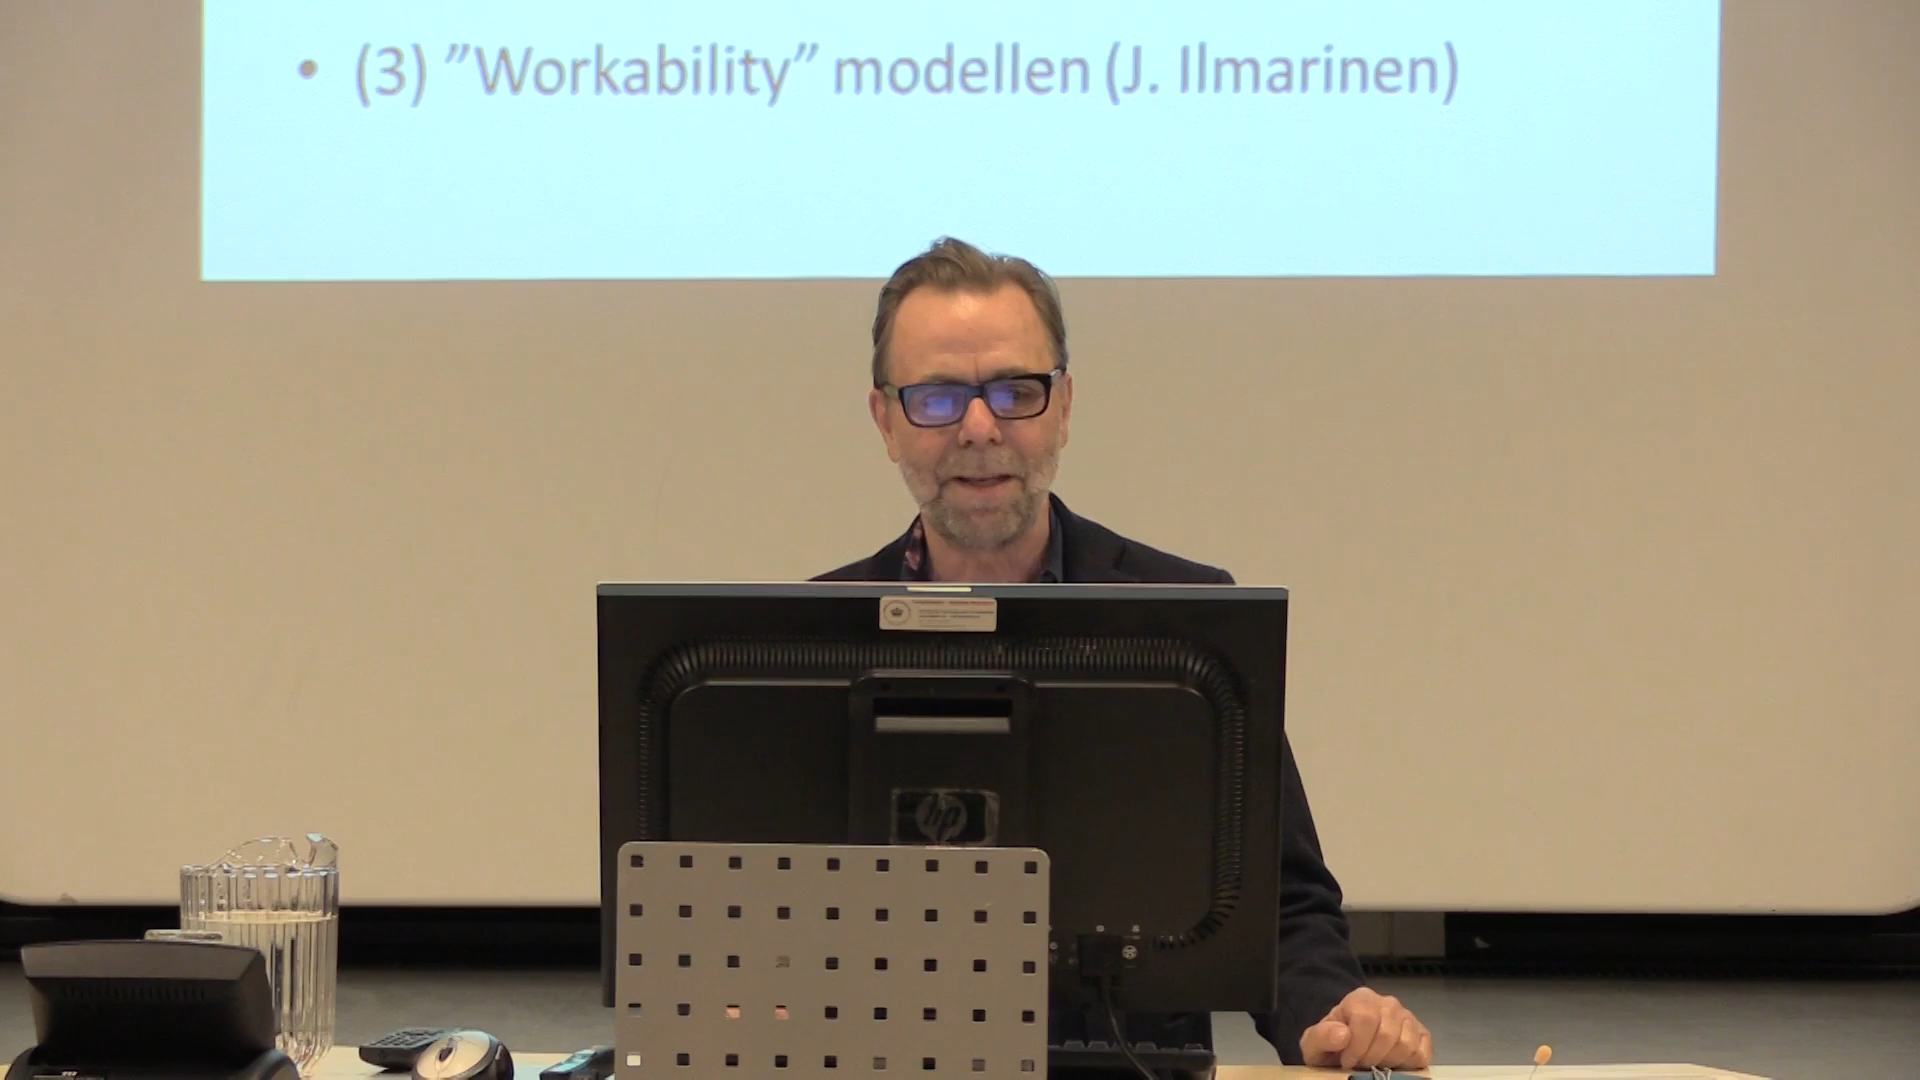 • (3) ”Workability” modellen (J. Ilmarinen)
hp